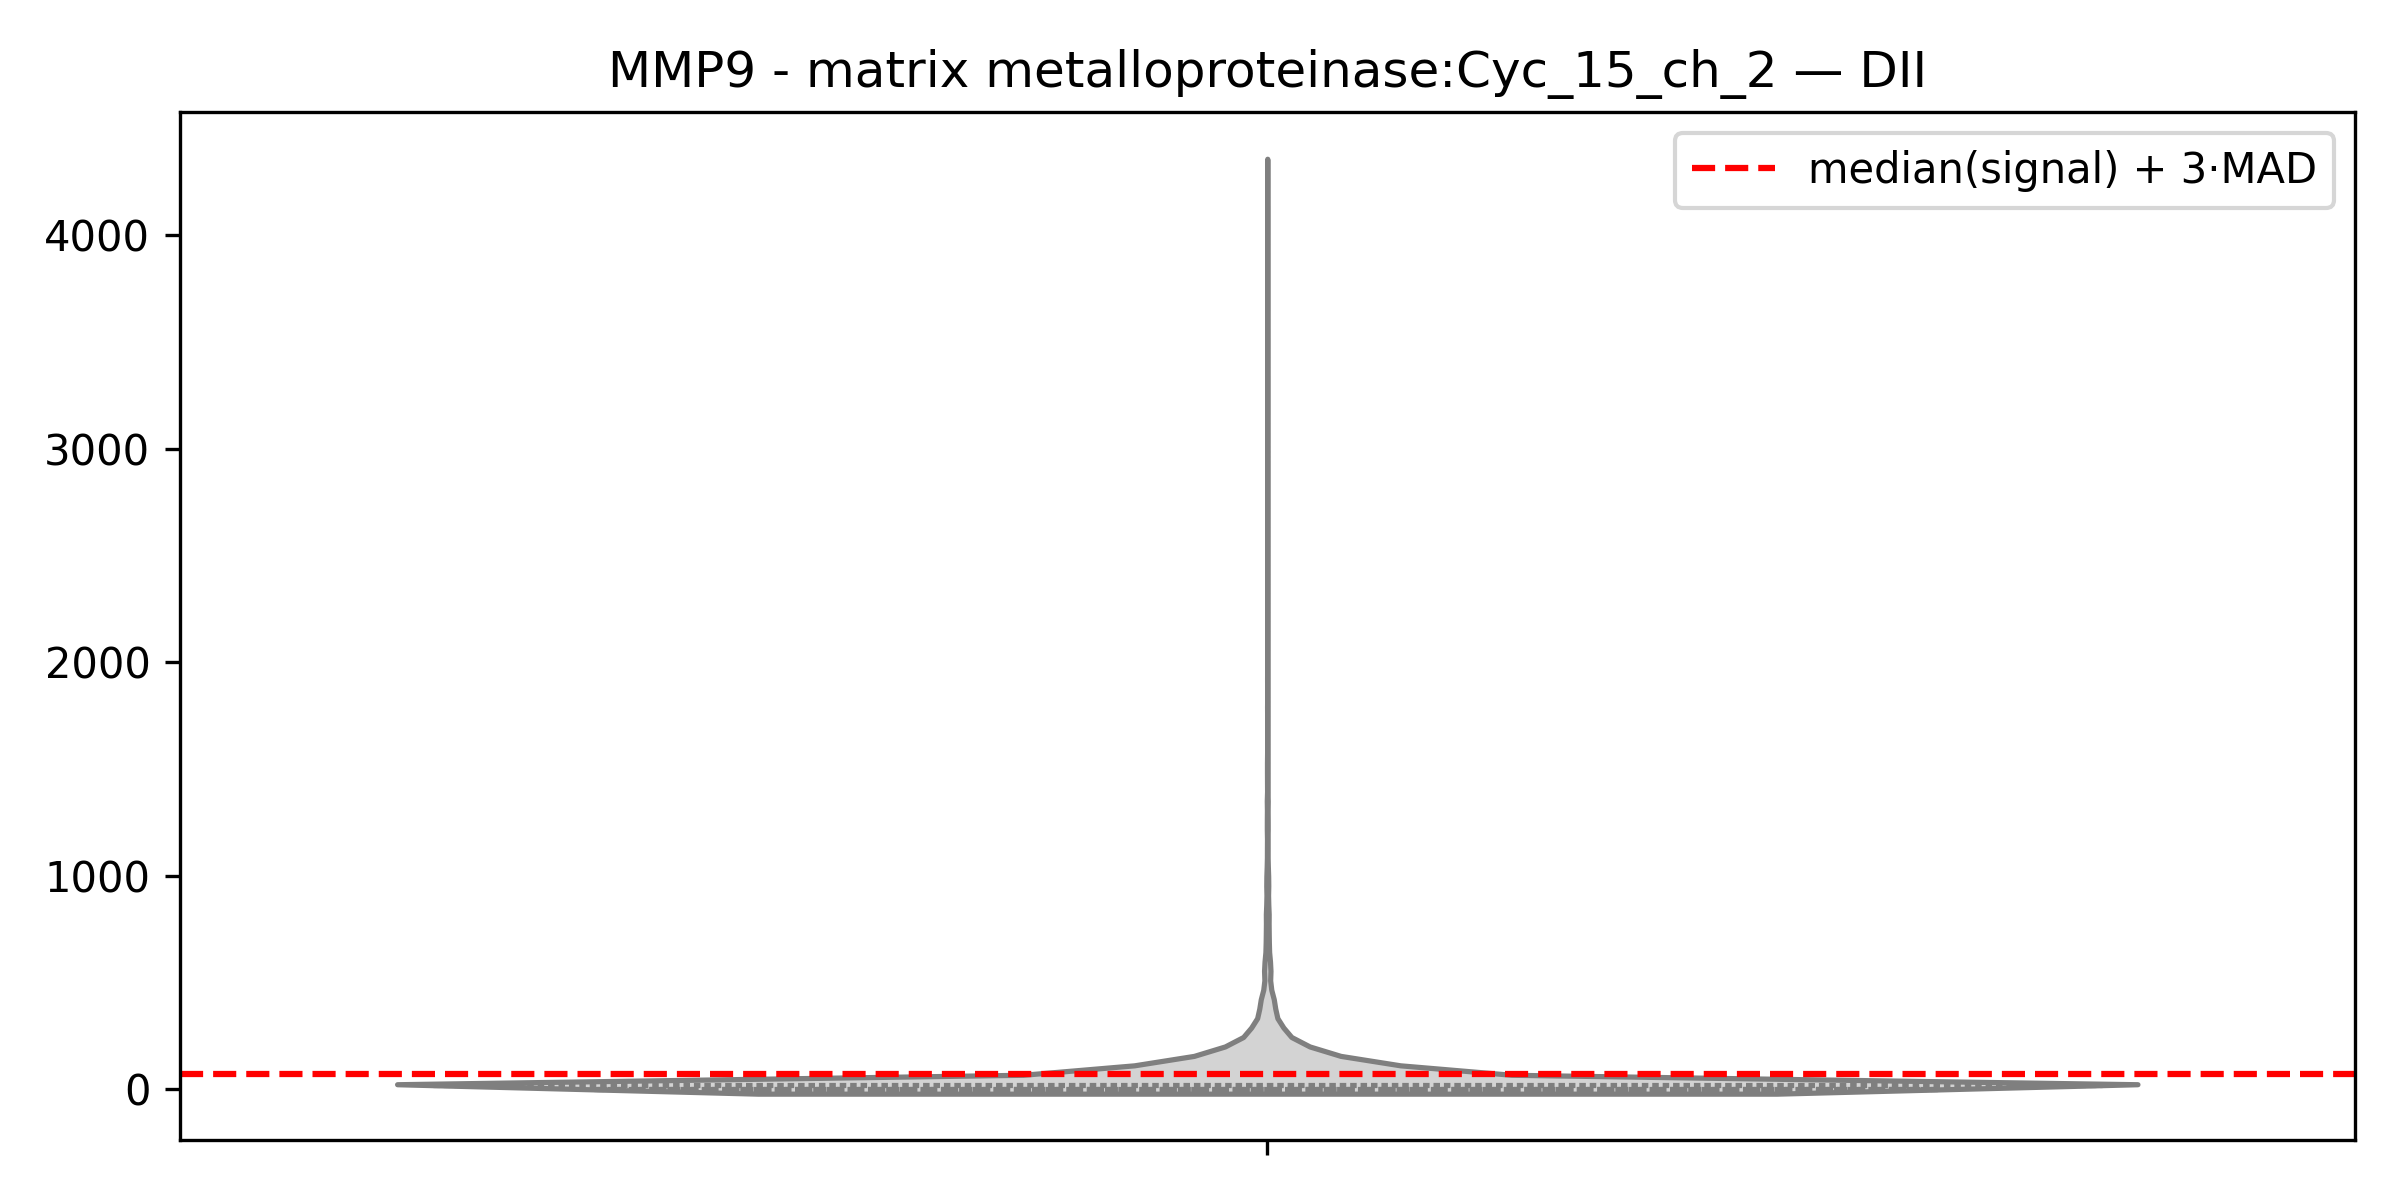 MMP9 - matrix metalloproteinase:Cyc_15_ch_2 — DII
median(signal) + 3·MAD
4000
3000
2000
1000
0